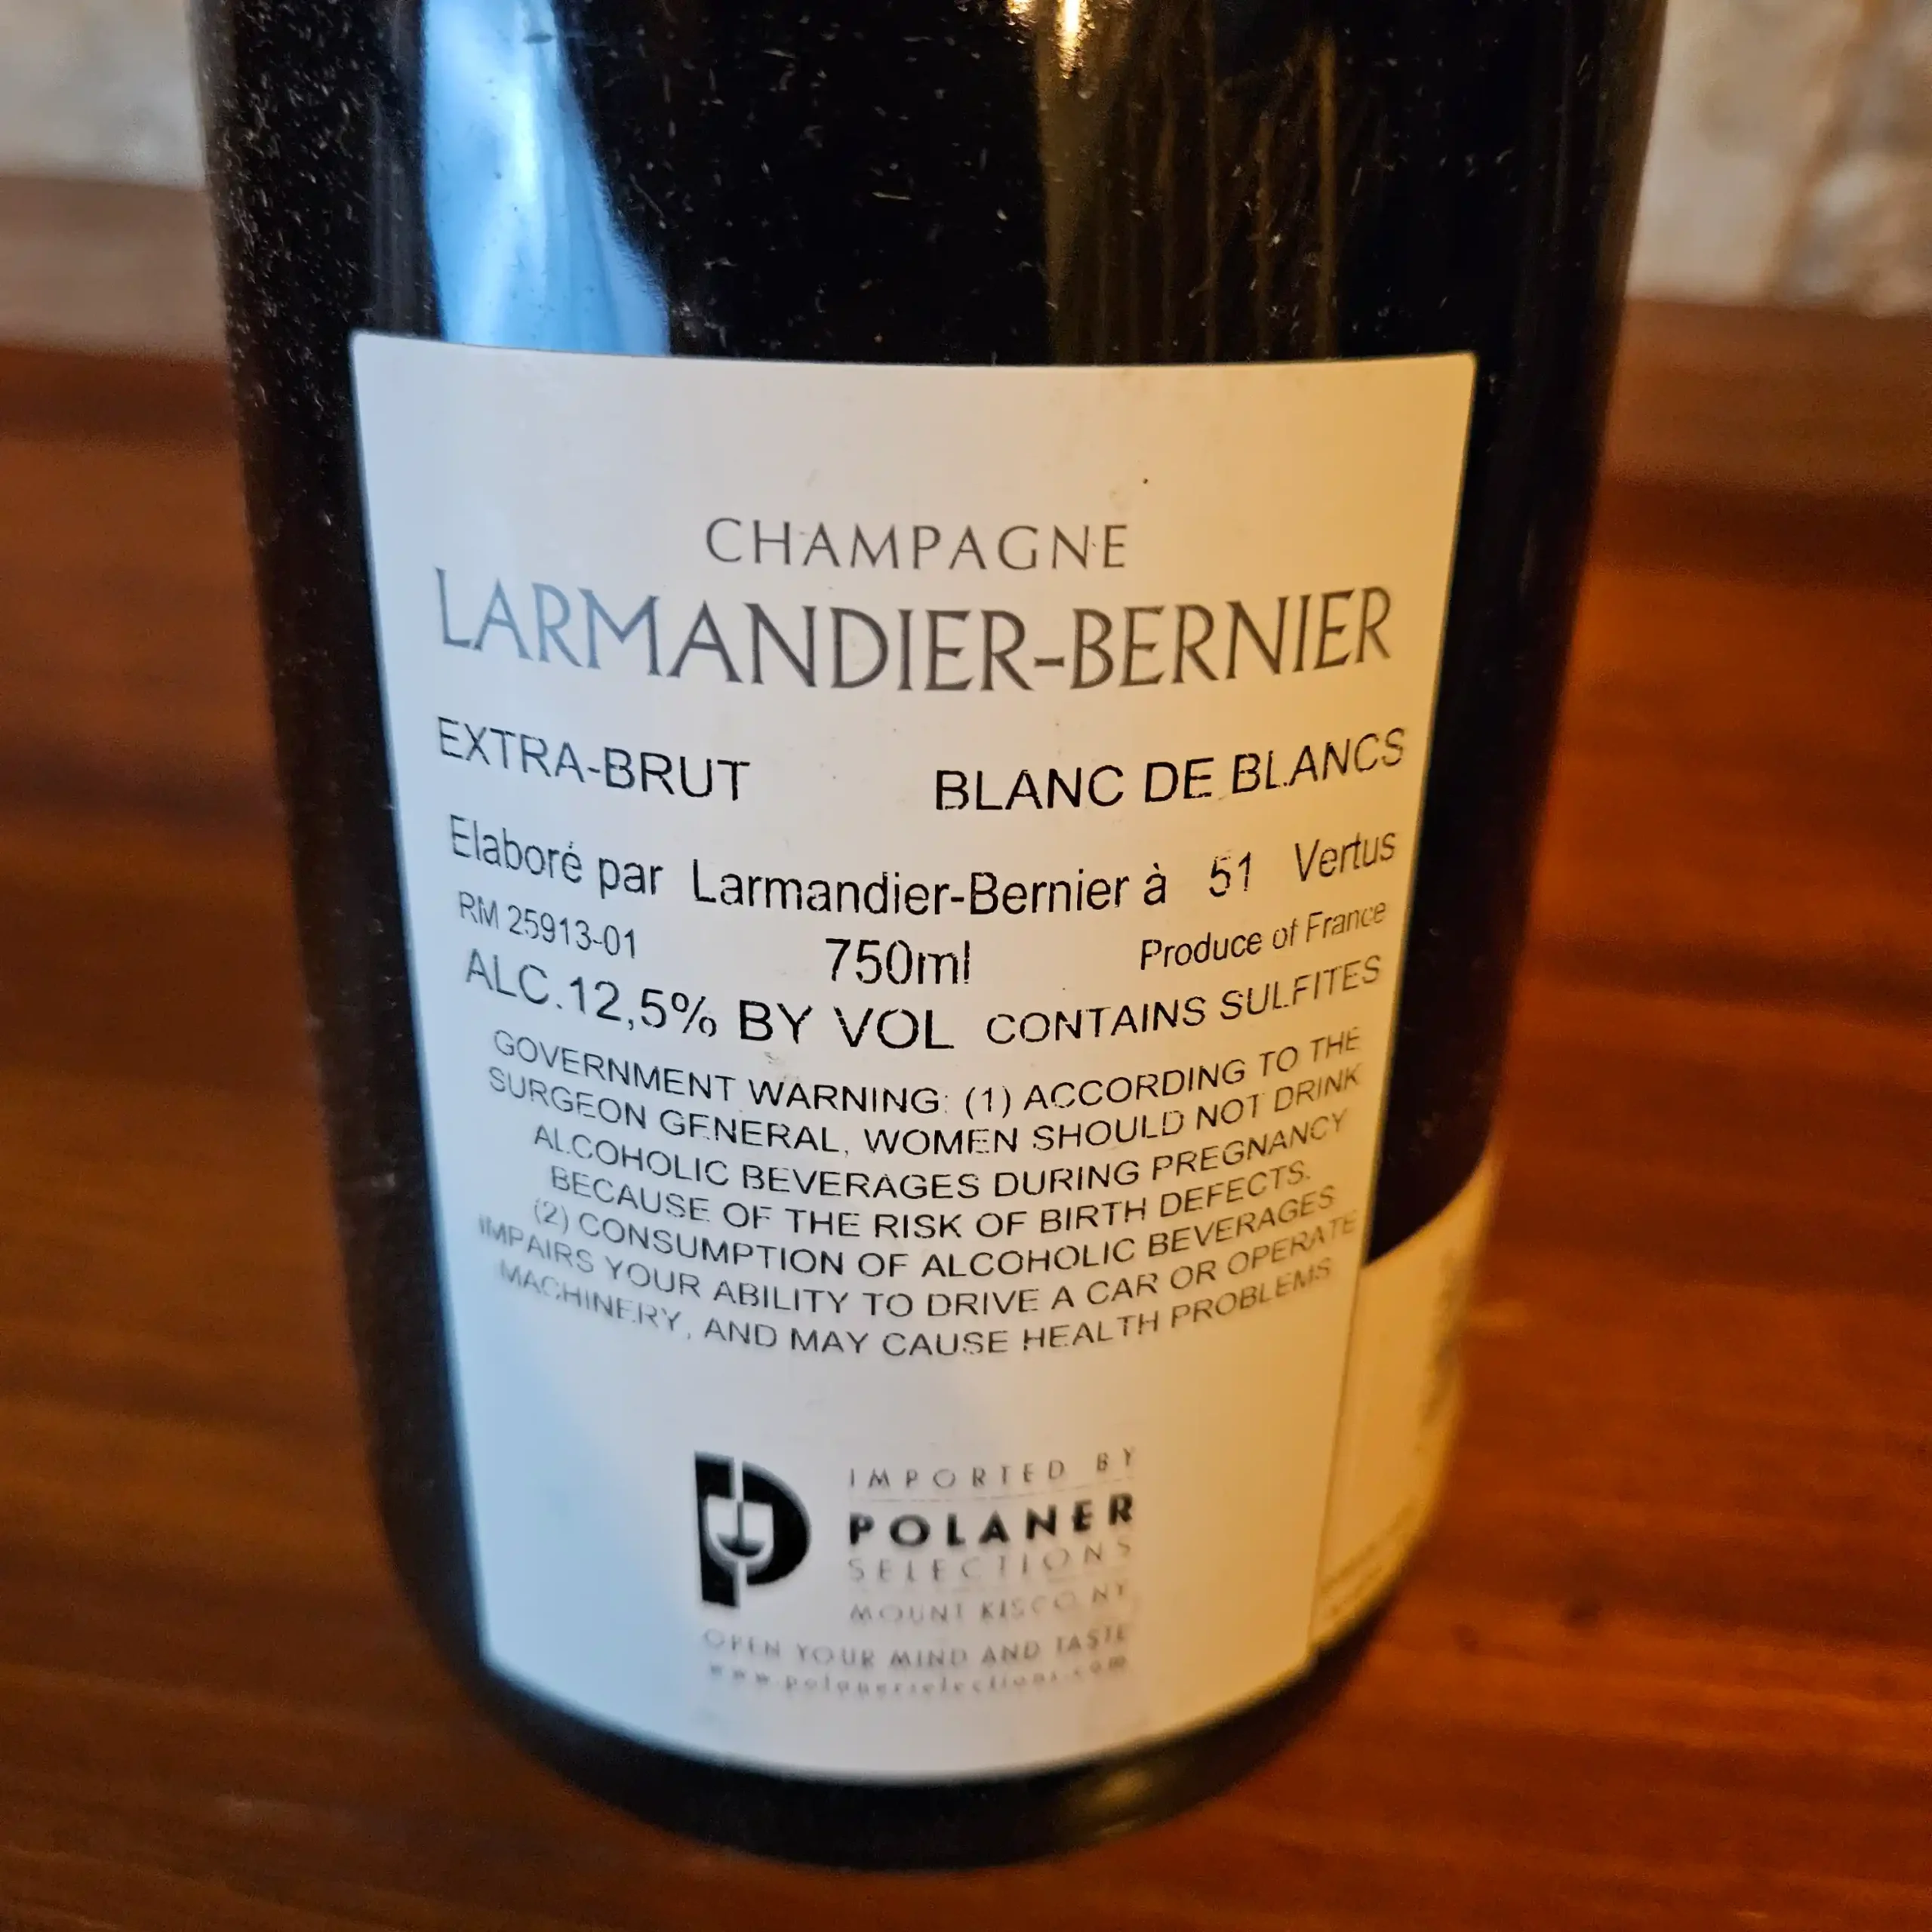 CHAMPAGNE
LARMANDIER-BERNIER
EXTRA-BRUT BLANC DE BLANCS
Elaboré par Larmandier-Bernier à 51 Vertus
RM 25913-01 750ml Produce of France
ALC.12,5% BY VOL CONTAINS SULFITES
GOVERNMENT WARNING: (1) ACCORDING TO THE
SURGEON GENERAL, WOMEN SHOULD NOT DRINK
ALCOHOLIC BEVERAGES DURING PREGNANCY
BECAUSE OF THE RISK OF BIRTH DEFECTS.
(2) CONSUMPTION OF ALCOHOLIC BEVERAGES
IMPAIRS YOUR ABILITY TO DRIVE A CAR OR OPERATE
MACHINERY, AND MAY CAUSE HEALTH PROBLEMS
IMPORTED BY
POLANER
SELECTIONS
MOUNT KISCO, NY
OPEN YOUR MIND AND TASTE
www.polanerselections.com